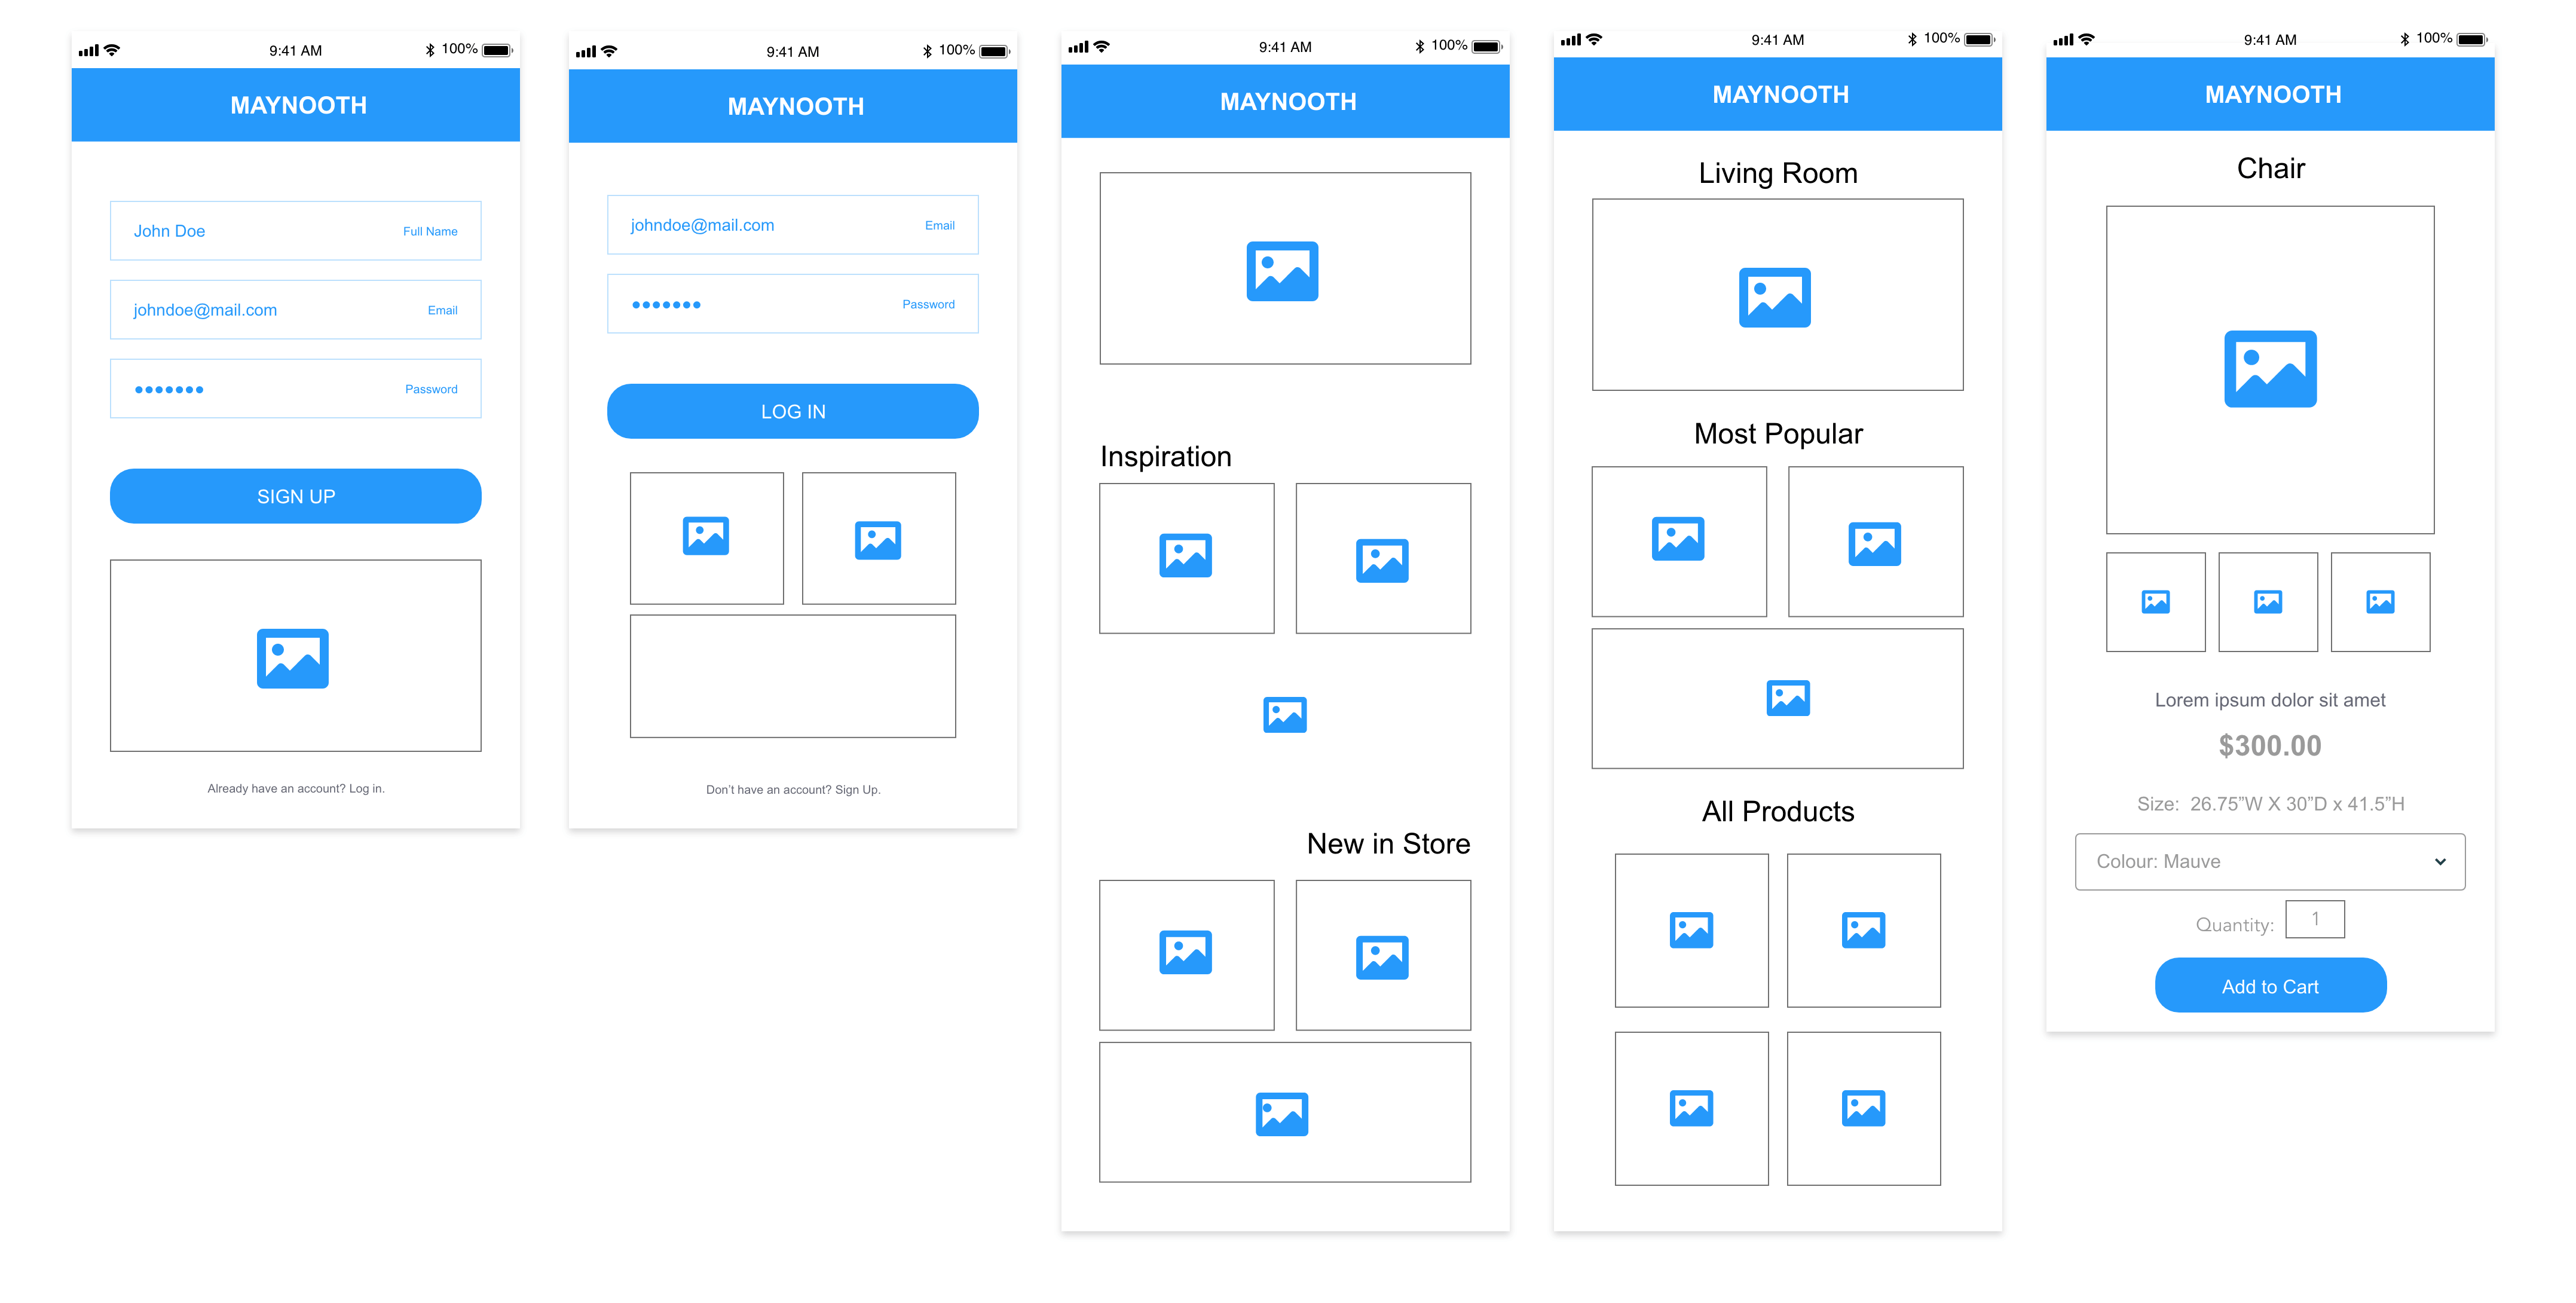 9:41 AM
100%
MAYNOOTH
John Doe Full Name
johndoe@mail.com Email
Password
SIGN UP
Already have an account? Log in.
9:41 AM
100%
MAYNOOTH
johndoe@mail.com Email
Password
LOG IN
Don't have an account? Sign Up.
9:41 AM
100%
MAYNOOTH
Inspiration
New in Store
9:41 AM
100%
MAYNOOTH
Living Room
Most Popular
All Products
9:41 AM
100%
MAYNOOTH
Chair
Lorem ipsum dolor sit amet
$300.00
Size: 26.75”W X 30”D x 41.5”H
Colour: Mauve
Quantity: 1
Add to Cart